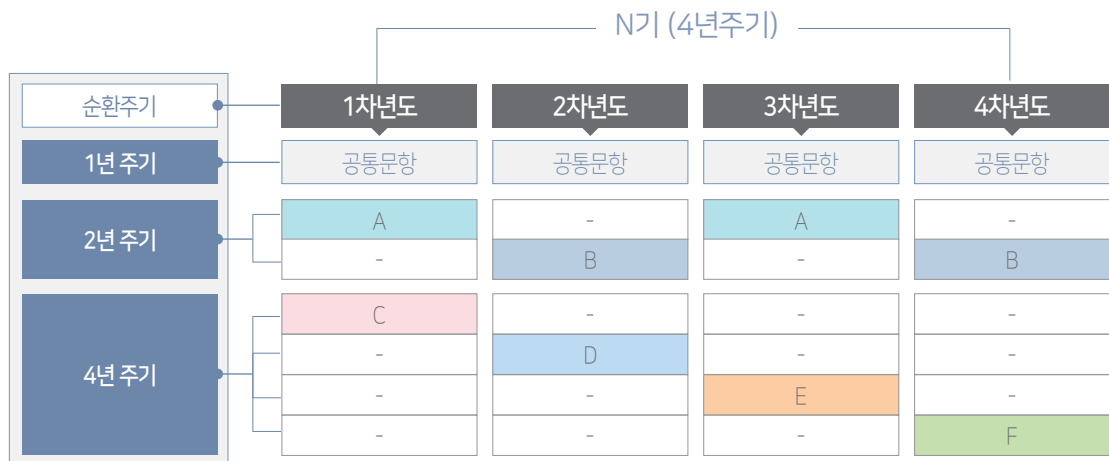 N기 (4년주기)
순환주기 1차년도 2차년도 3차년도 4차년도
1년 주기 공통문항 공통문항 공통문항 공통문항
2년 주기
A - A -
- B - B
4년 주기
C - - -
- D - -
- - E -
- - - F